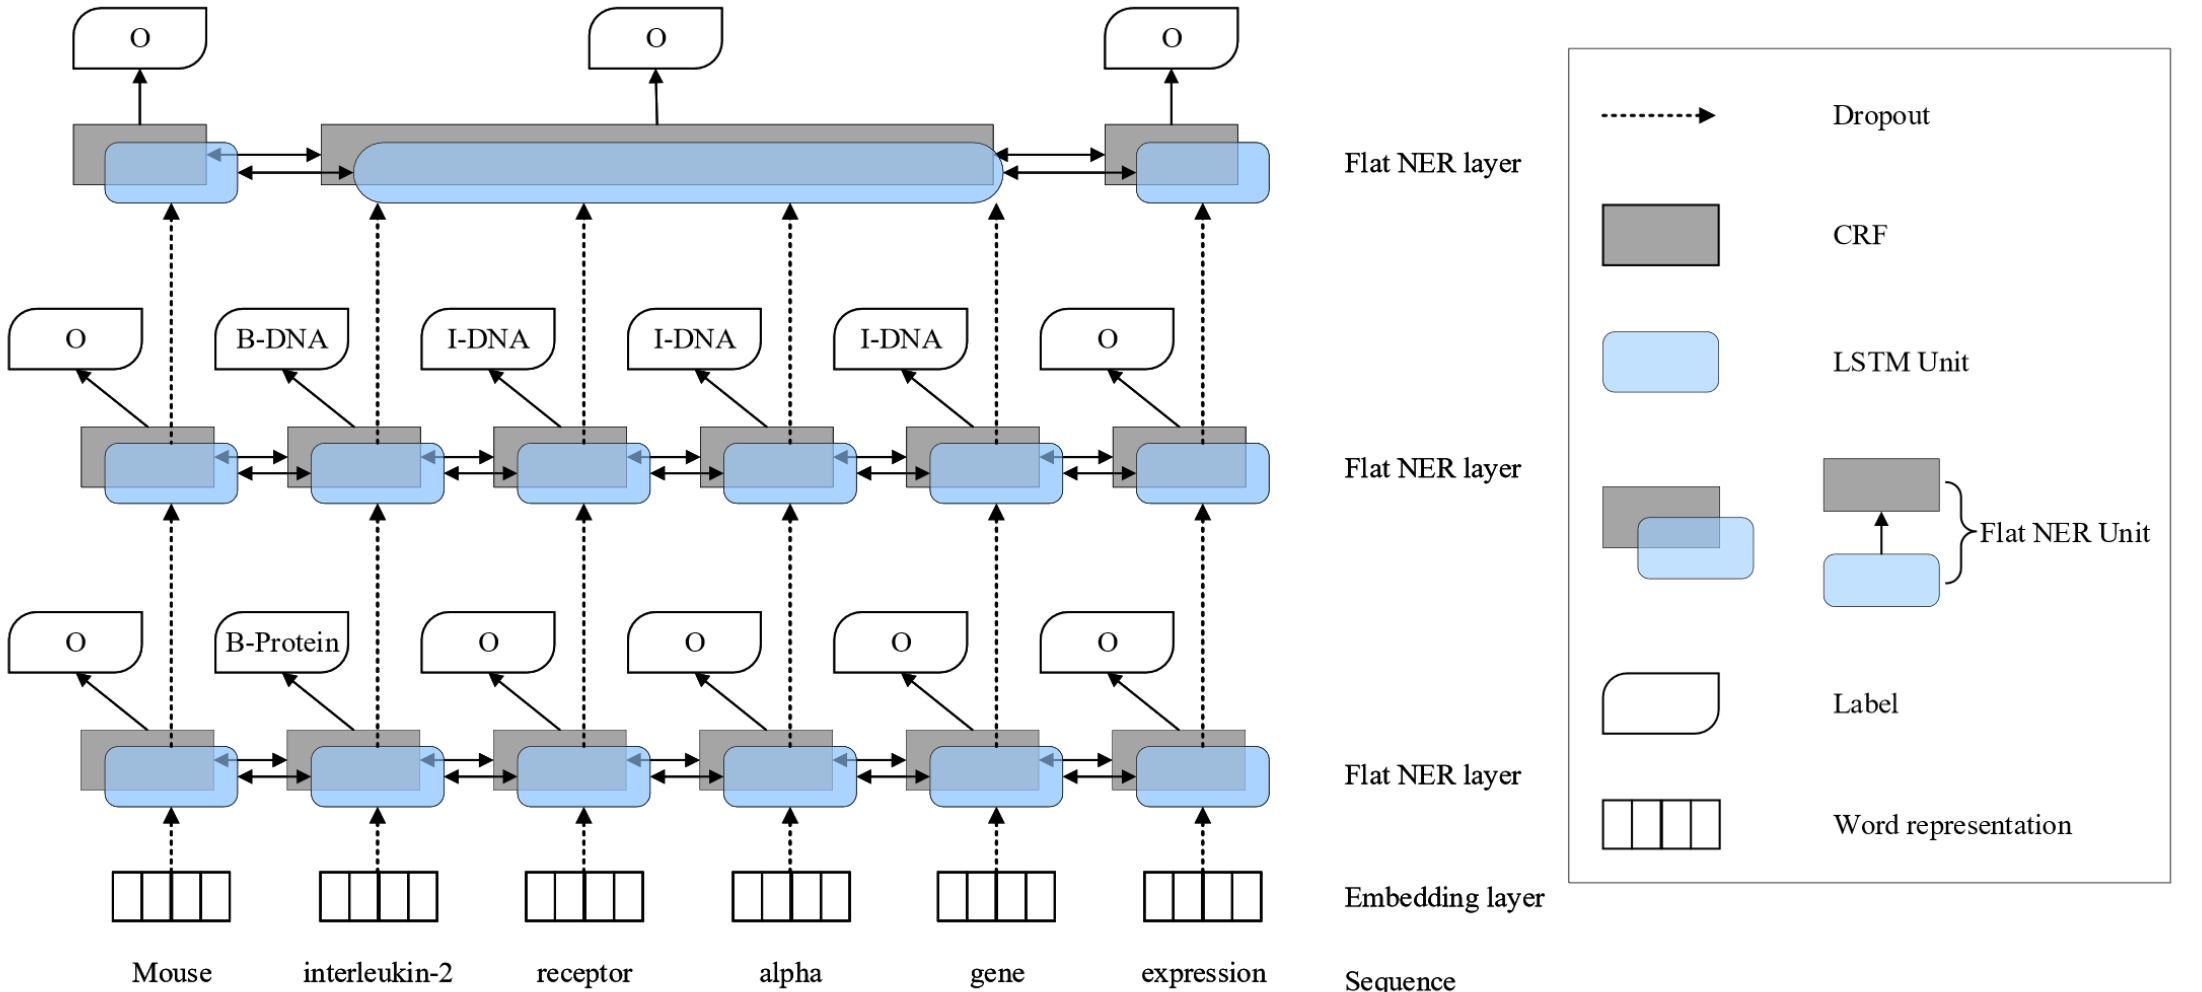 O O O
Flat NER layer
O B-DNA I-DNA I-DNA I-DNA O
Flat NER layer
O B-Protein O O O O
Flat NER layer
Embedding layer
Mouse interleukin-2 receptor alpha gene expression
Sequence
Dropout
CRF
LSTM Unit
Flat NER Unit
Label
Word representation